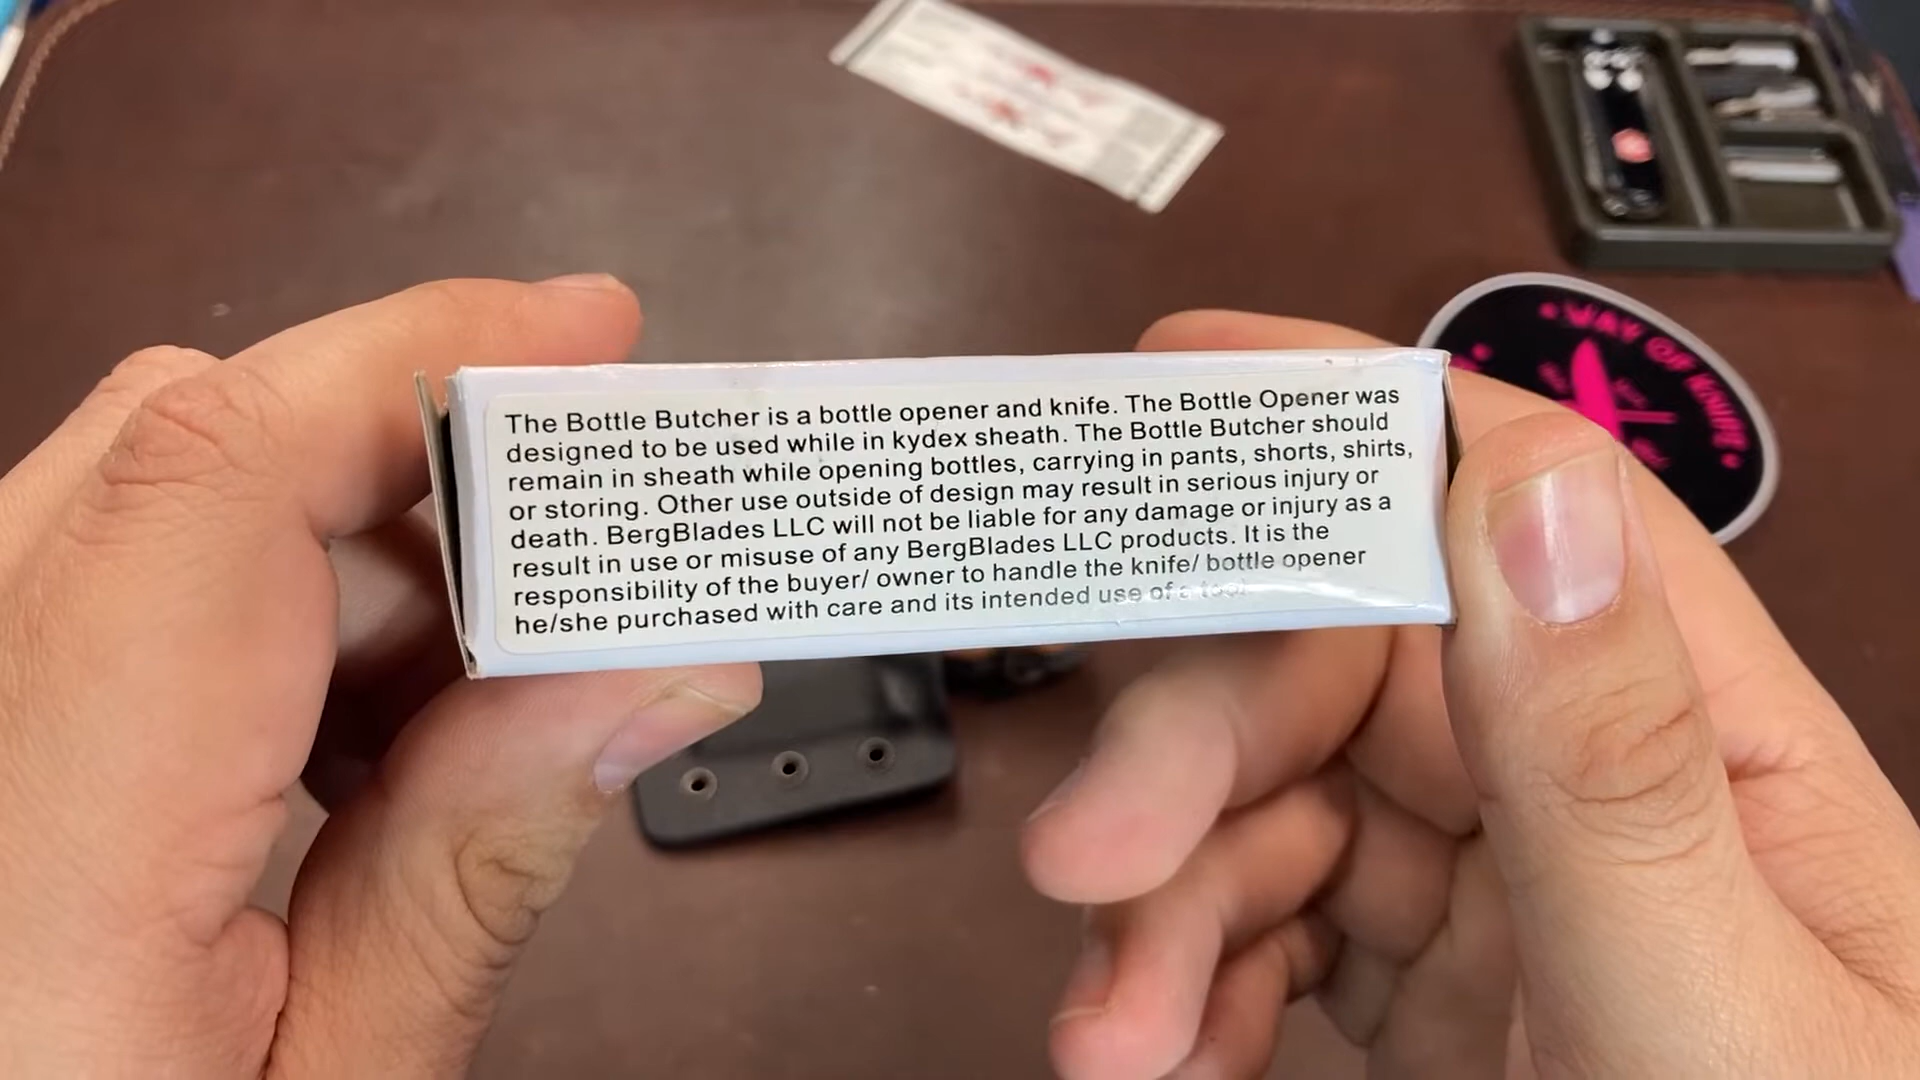 The Bottle Butcher is a bottle opener and knife. The Bottle Opener was
designed to be used while in kydex sheath. The Bottle Butcher should
remain in sheath while opening bottles, carrying in pants, shorts, shirts,
or storing. Other use outside of design may result in serious injury or
death. BergBlades LLC will not be liable for any damage or injury as a
result in use or misuse of any BergBlades LLC products. It is the
responsibility of the buyer/ owner to handle the knife/ bottle opener
he/she purchased with care and its intended use of a tool.
WAY OF KNIFE